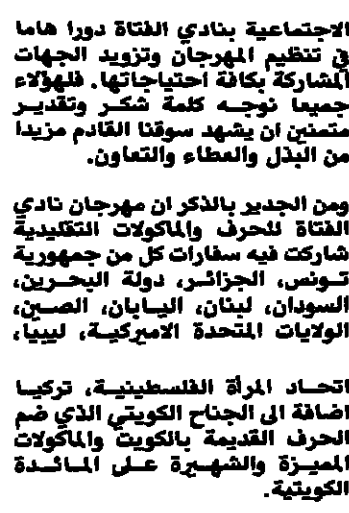 الاجتماعية بنادي الفتاة دورا هاما
في تنظيم المهرجان وتزويد الجهات
المشاركة بكافة احتياجاتها. فلهؤلاء
جميعا نوجه كلمة شكر وتقدير
متمنين ان يشهد سوقنا القادم مزيدا
من البذل والعطاء والتعاون.
ومن الجدير بالذكر ان مهرجان نادي
الفتاة للحرف والماكولات التقليدية
شاركت فيه سفارات كل من جمهورية
تونس، الجزائر، دولة البحرين،
السودان، لبنان، اليابان، الصين،
الولايات المتحدة الاميركية، ليبيا،
اتحاد المرأة الفلسطينية، تركيا
اضافة الى الجناح الكويتي الذي ضم
الحرف القديمة بالكويت والماكولات
المميزة والشهيرة على المائدة
الكويتية.